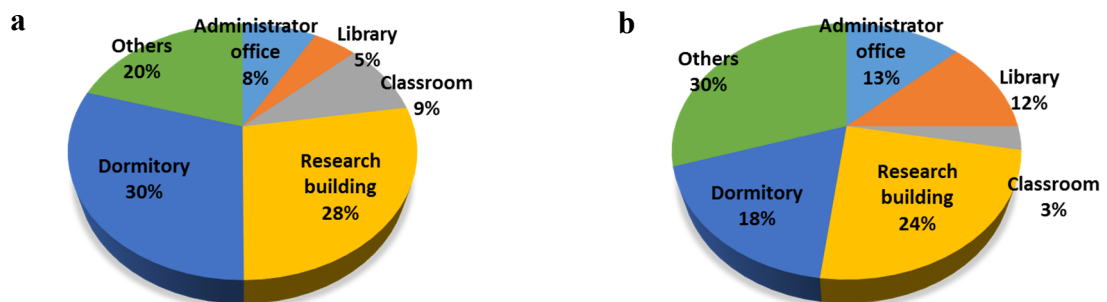 a
Administrator
office
8%
Library
5%
Classroom
9%
Research
building
28%
Dormitory
30%
Others
20%
b
Administrator
office
13%
Library
12%
Classroom
3%
Research
building
24%
Dormitory
18%
Others
30%